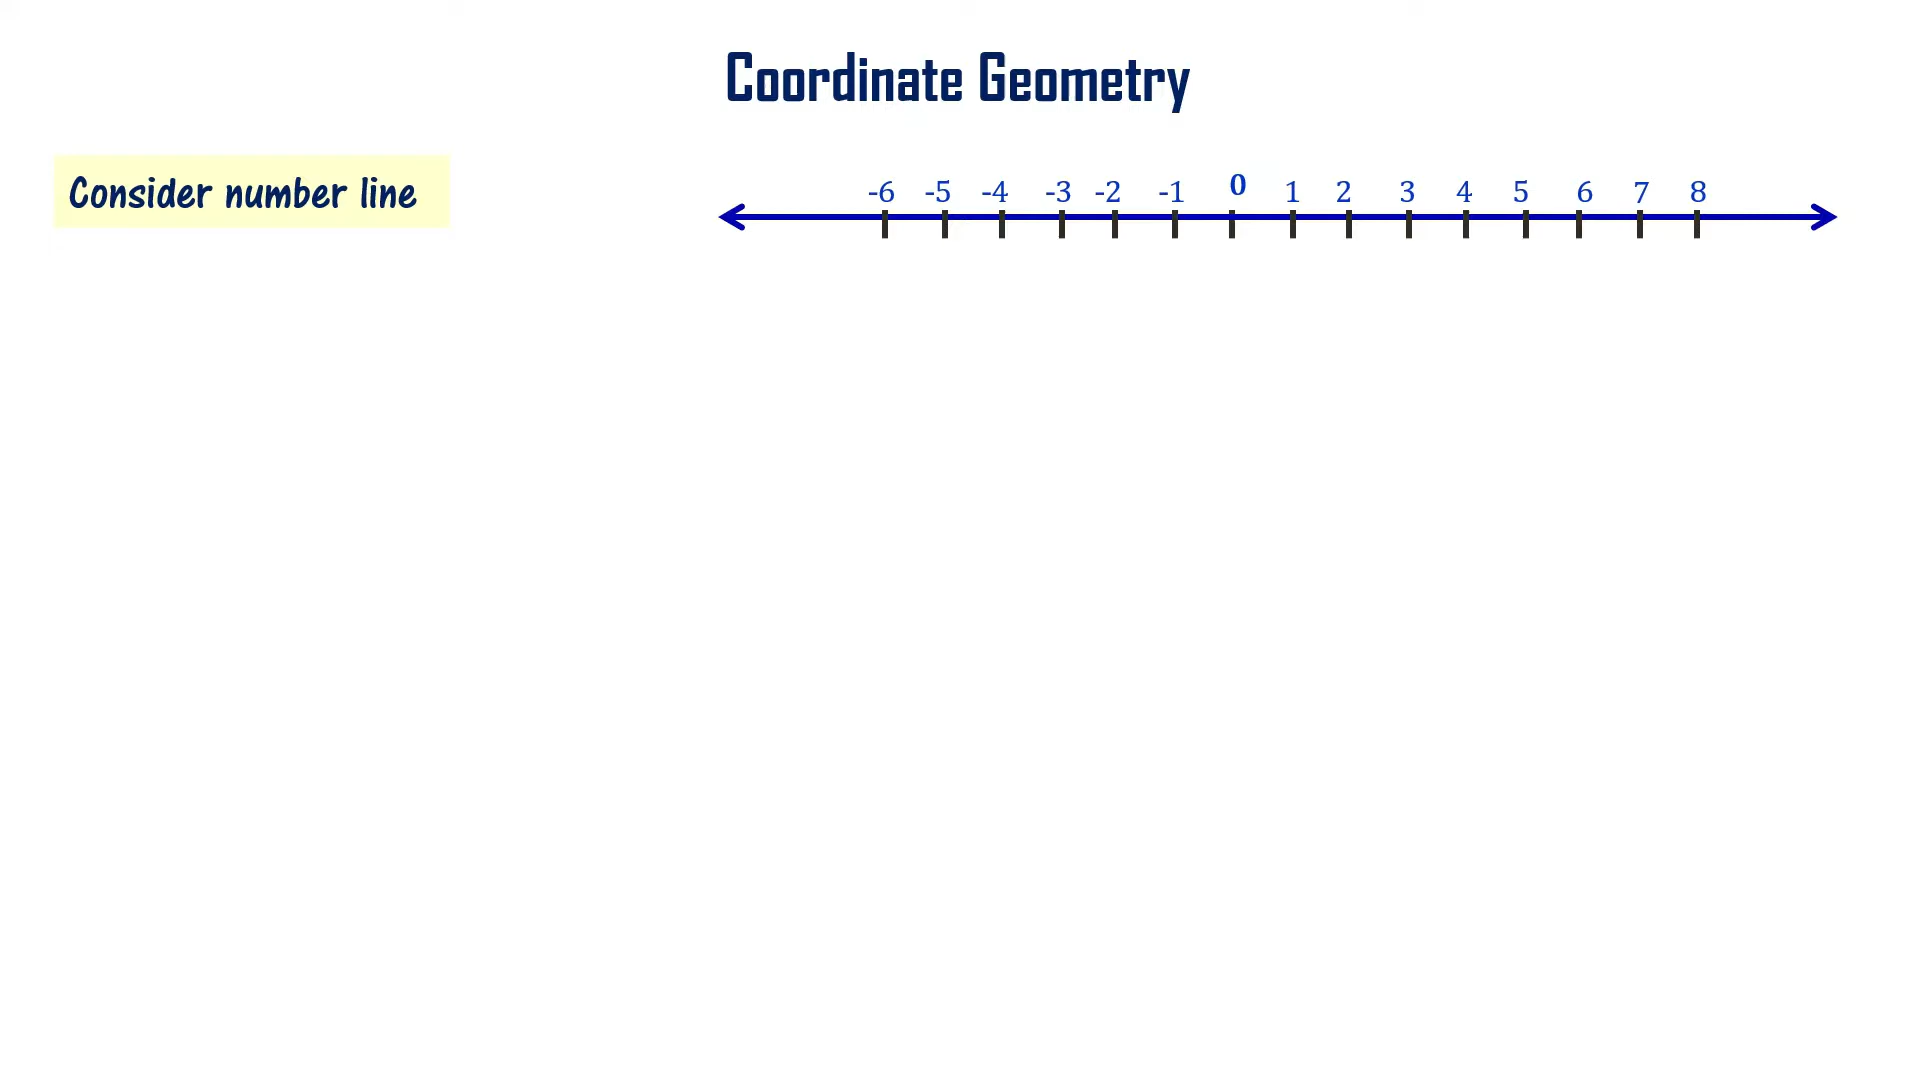 Coordinate Geometry
Consider number line
-6 -5 -4 -3 -2 -1 0 1 2 3 4 5 6 7 8